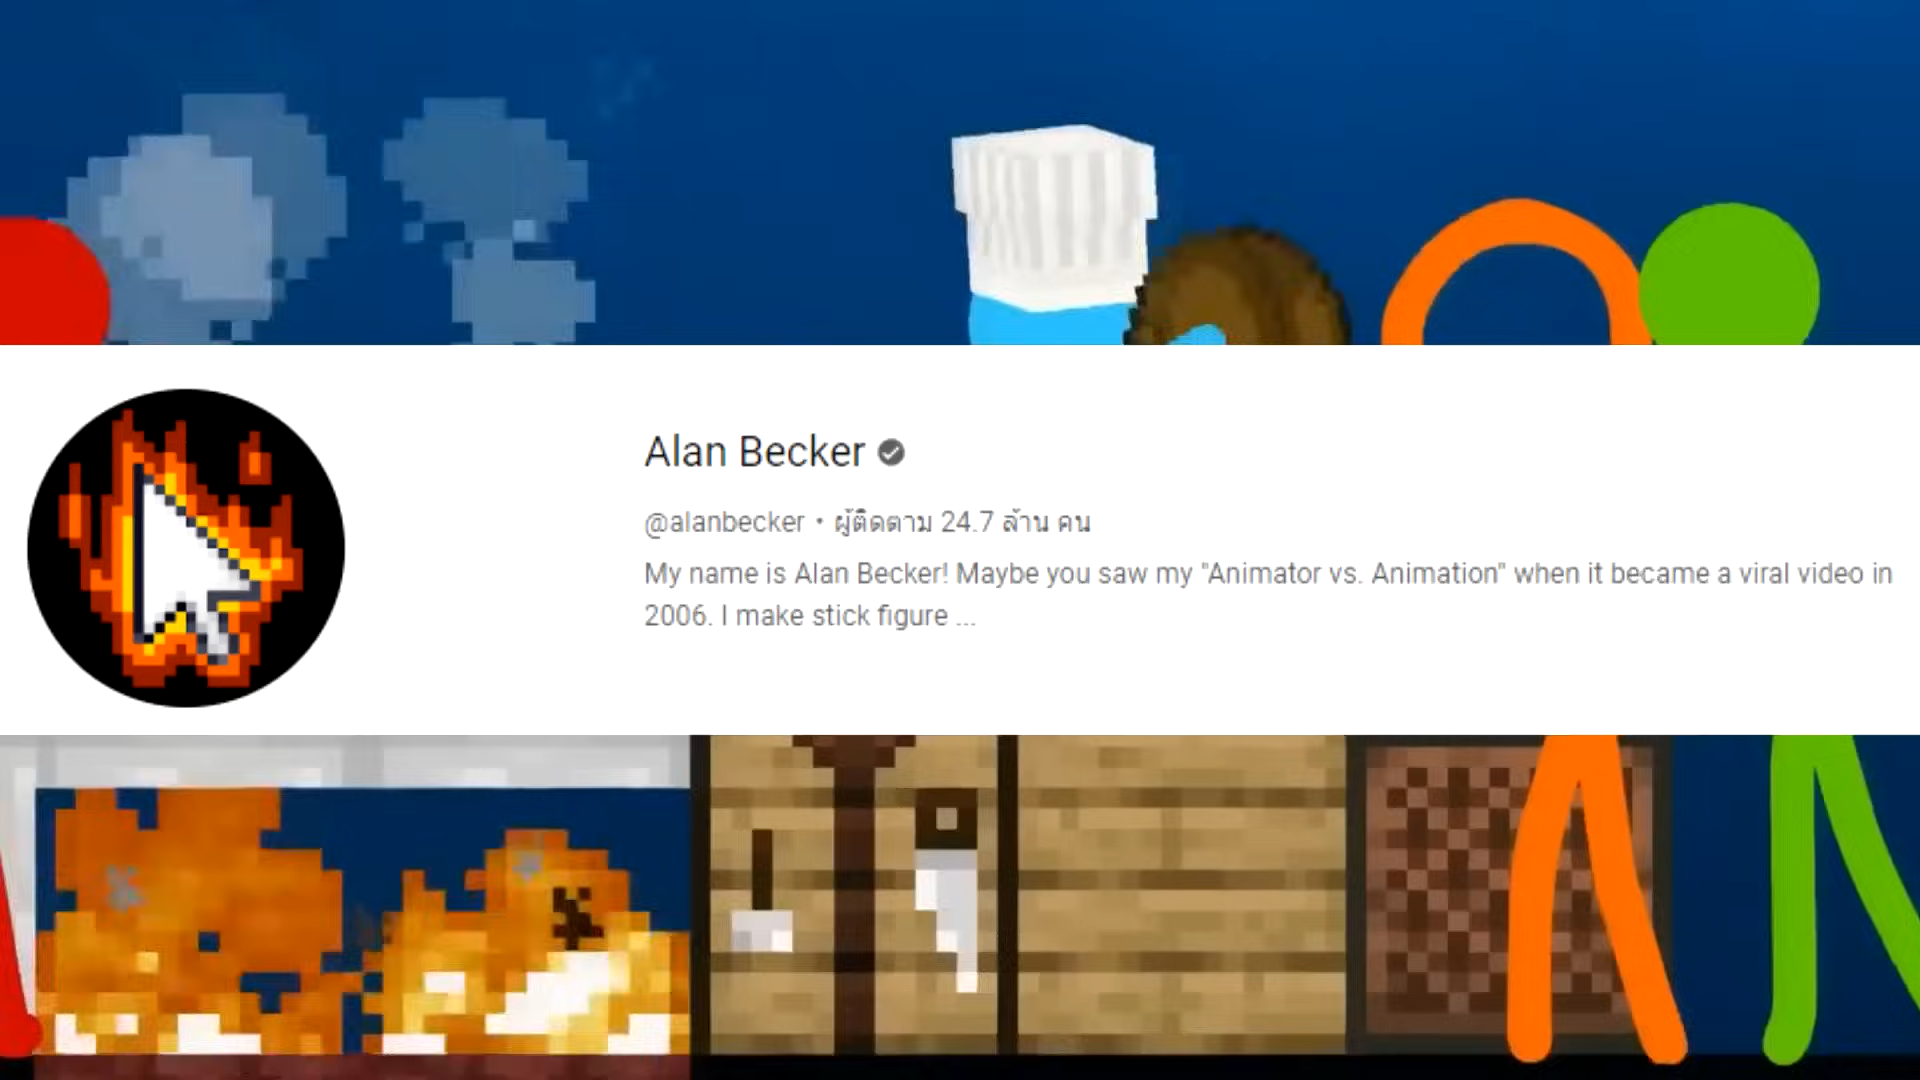 Alan Becker
@alanbecker • ผู้ติดตาม 24.7 ล้าน คน
My name is Alan Becker! Maybe you saw my "Animator vs. Animation" when it became a viral video in
2006. I make stick figure ...